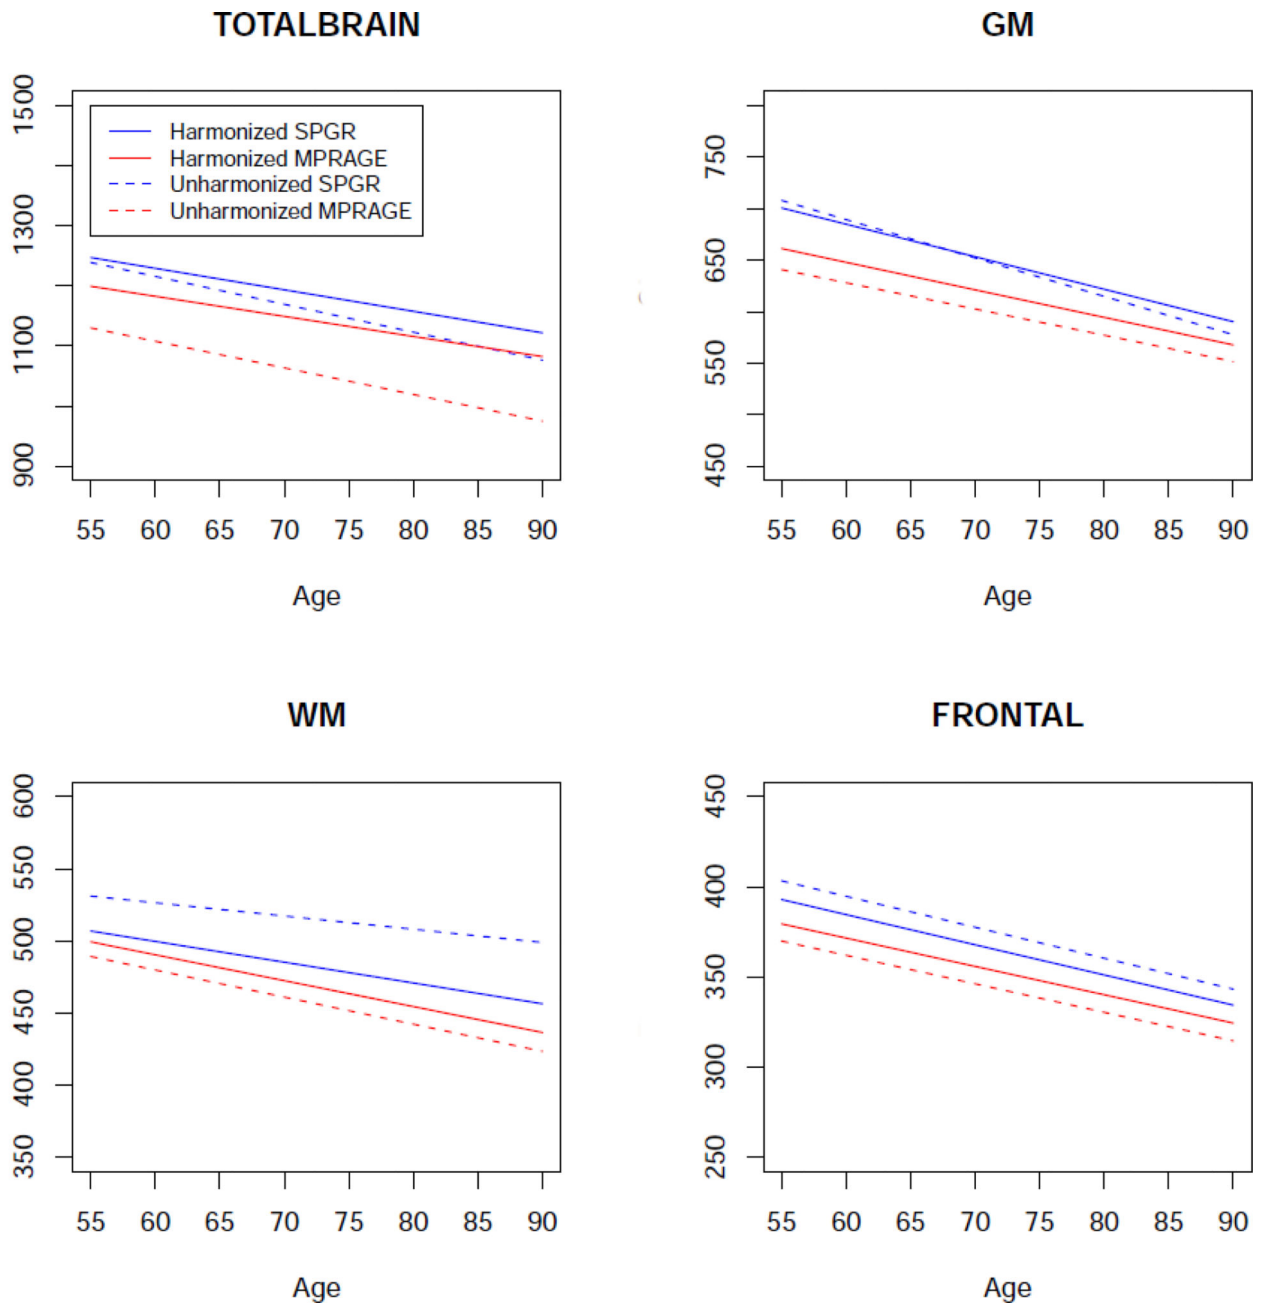 TOTALBRAIN
1500
1300
1100
900
Harmonized SPGR
Harmonized MPRAGE
Unharmonized SPGR
Unharmonized MPRAGE
55 60 65 70 75 80 85 90
Age
GM
750
650
550
450
55 60 65 70 75 80 85 90
Age
WM
600
550
500
450
400
350
55 60 65 70 75 80 85 90
Age
FRONTAL
450
400
350
300
250
55 60 65 70 75 80 85 90
Age